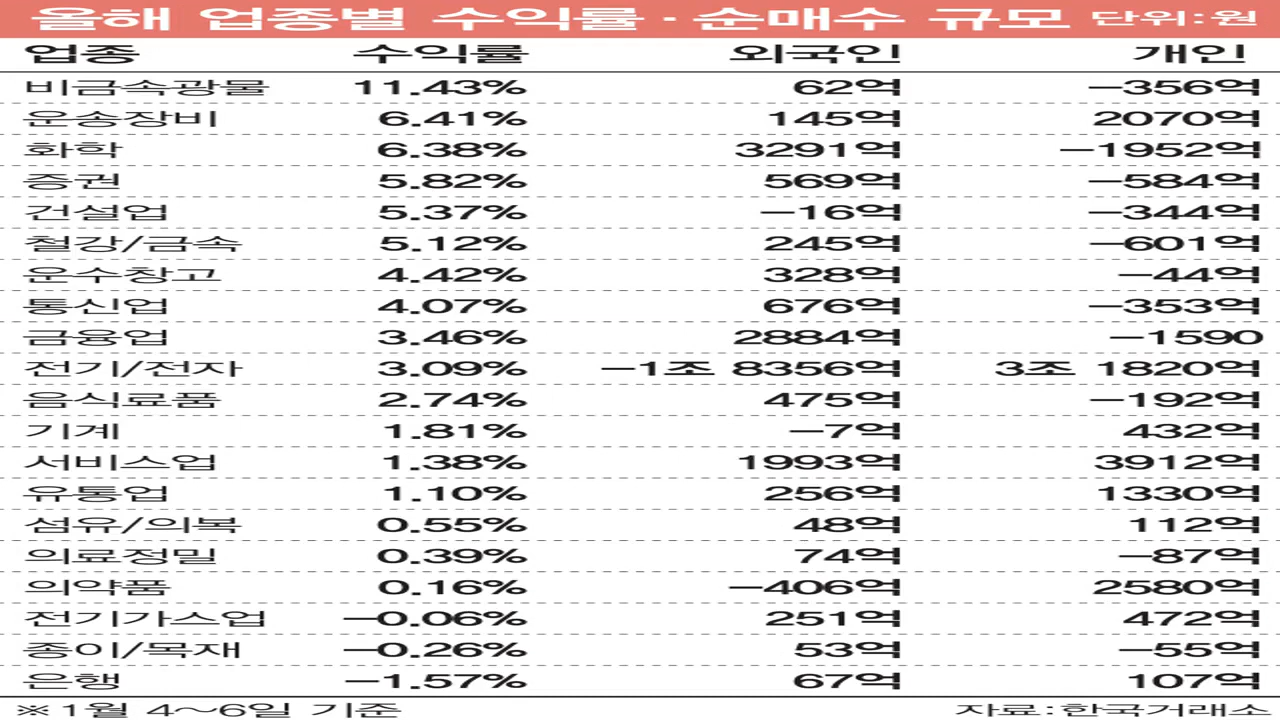 올해 업종별 수익률·순매수 규모 단위:원
업종 수익률 외국인 개인
비금속광물 11.43% 62억 −356억
운송장비 6.41% 145억 2070억
화학 6.38% 3291억 −1952억
증권 5.82% 569억 −584억
건설업 5.37% −16억 −344억
철강/금속 5.12% 245억 −601억
운수창고 4.42% 328억 −44억
통신업 4.07% 676억 −353억
금융업 3.46% 2884억 −1590
전기/전자 3.09% −1조 8356억 3조 1820억
음식료품 2.74% 475억 −192억
기계 1.81% −7억 432억
서비스업 1.38% 1993억 3912억
유통업 1.10% 256억 1330억
섬유/의복 0.55% 48억 112억
의료정밀 0.39% 74억 −87억
의약품 0.16% −406억 2580억
전기가스업 −0.06% 251억 472억
종이/목재 −0.26% 53억 −55억
은행 −1.57% 67억 107억
※1월 4∼6일 기준 자료:한국거래소